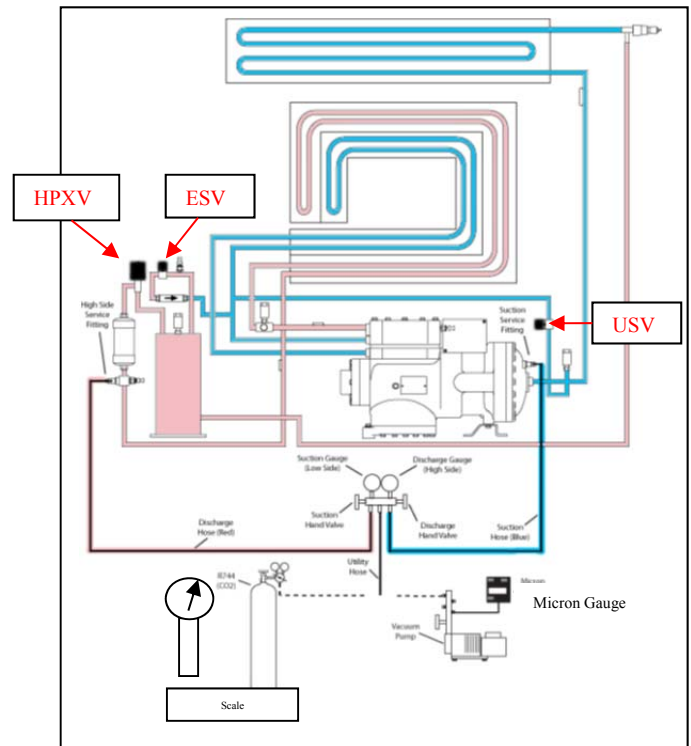 HPXV
ESV
High Side
Service
Fitting
Suction
Service
Fitting
USV
Suction Gauge
(Low Side)
Discharge Gauge
(High Side)
Suction
Hand Valve
Discharge
Hand Valve
Discharge
Hose (Red)
Suction
Hose (Blue)
Utility
Hose
R744
(CO2)
Micron
Micron Gauge
Vacuum
Pump
Scale